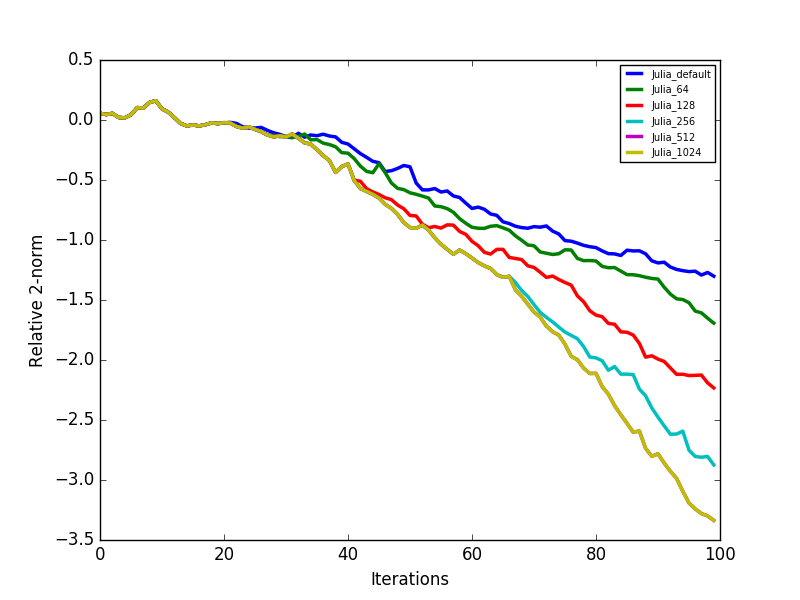 0.5
0.0
−0.5
−1.0
−1.5
−2.0
−2.5
−3.0
−3.5
Relative 2-norm
0 20 40 60 80 100
Iterations
Julia_default
Julia_64
Julia_128
Julia_256
Julia_512
Julia_1024